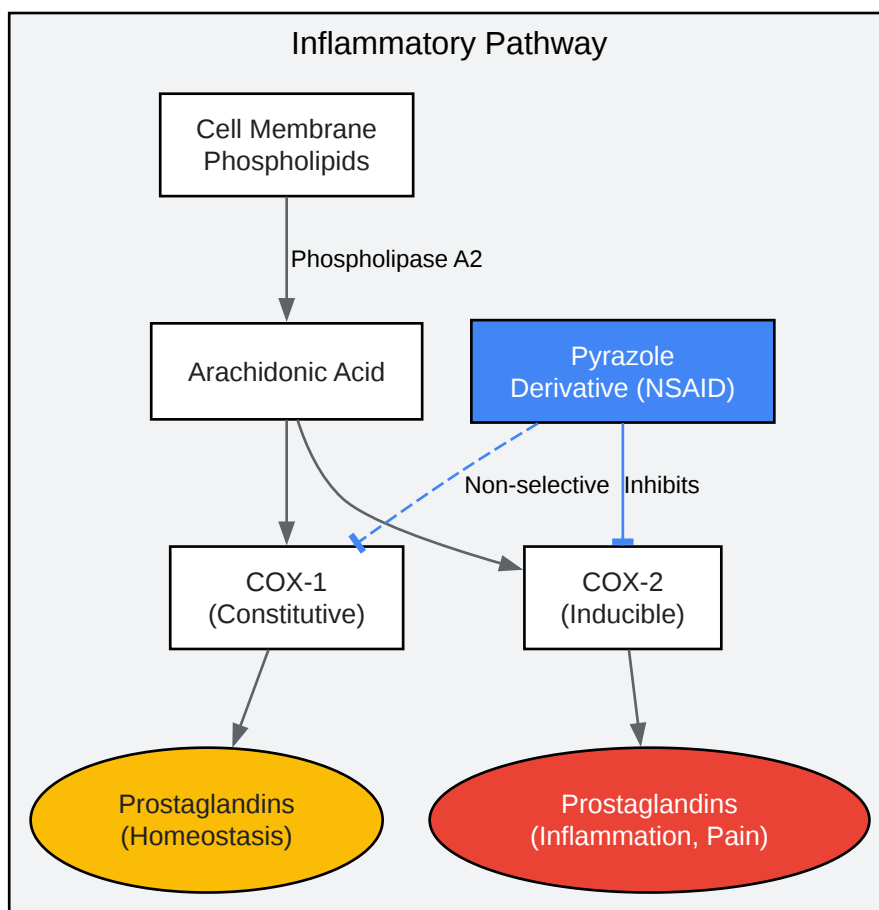 Inflammatory Pathway
Cell Membrane
Phospholipids
Phospholipase A2
Arachidonic Acid
Pyrazole
Derivative (NSAID)
Non-selective
Inhibits
COX-1
(Constitutive)
COX-2
(Inducible)
Prostaglandins
(Homeostasis)
Prostaglandins
(Inflammation, Pain)